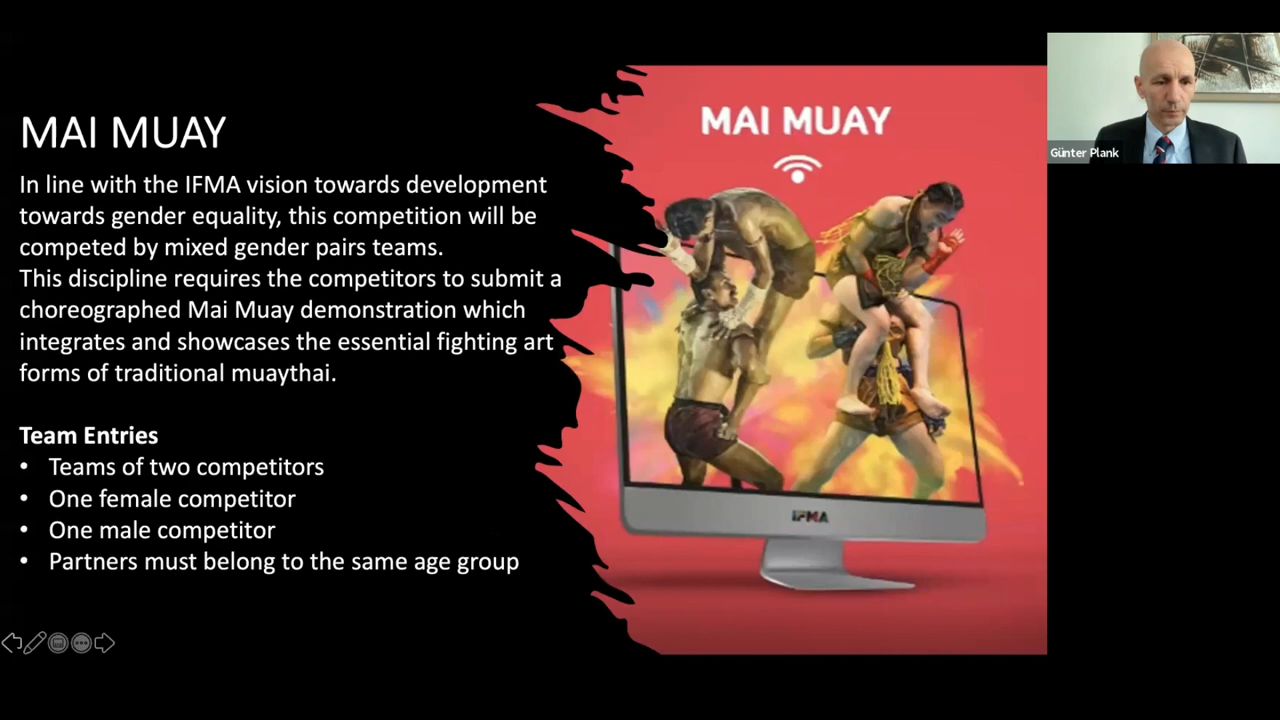 MAI MUAY
In line with the IFMA vision towards development
towards gender equality, this competition will be
competed by mixed gender pairs teams.
This discipline requires the competitors to submit a
choreographed Mai Muay demonstration which
integrates and showcases the essential fighting art
forms of traditional muaythai.
Team Entries
• Teams of two competitors
• One female competitor
• One male competitor
• Partners must belong to the same age group
MAI MUAY
IFMA
Günter Plank